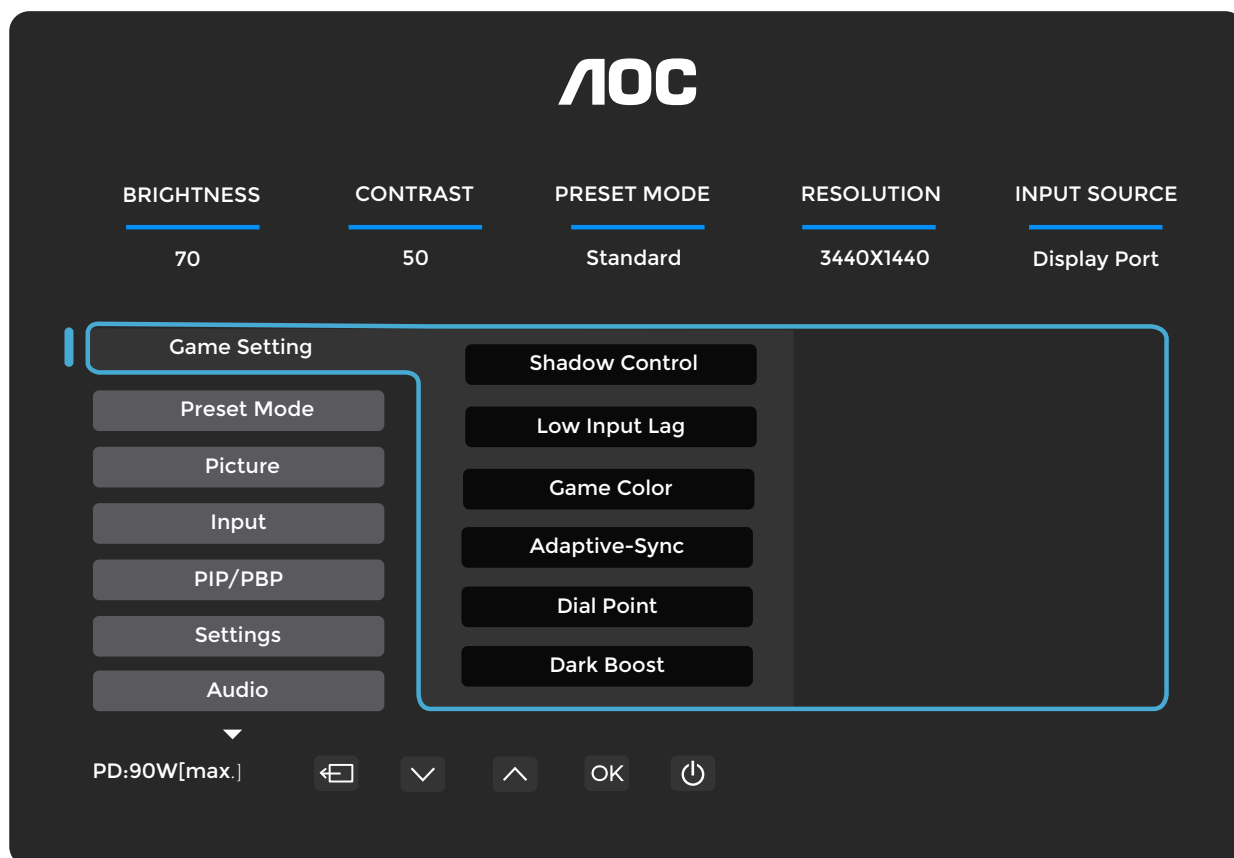 AOC
BRIGHTNESS CONTRAST PRESET MODE RESOLUTION INPUT SOURCE
70 50 Standard 3440X1440 Display Port
Game Setting
Preset Mode
Picture
Input
PIP/PBP
Settings
Audio
Shadow Control
Low Input Lag
Game Color
Adaptive-Sync
Dial Point
Dark Boost
PD:90W[max.] OK